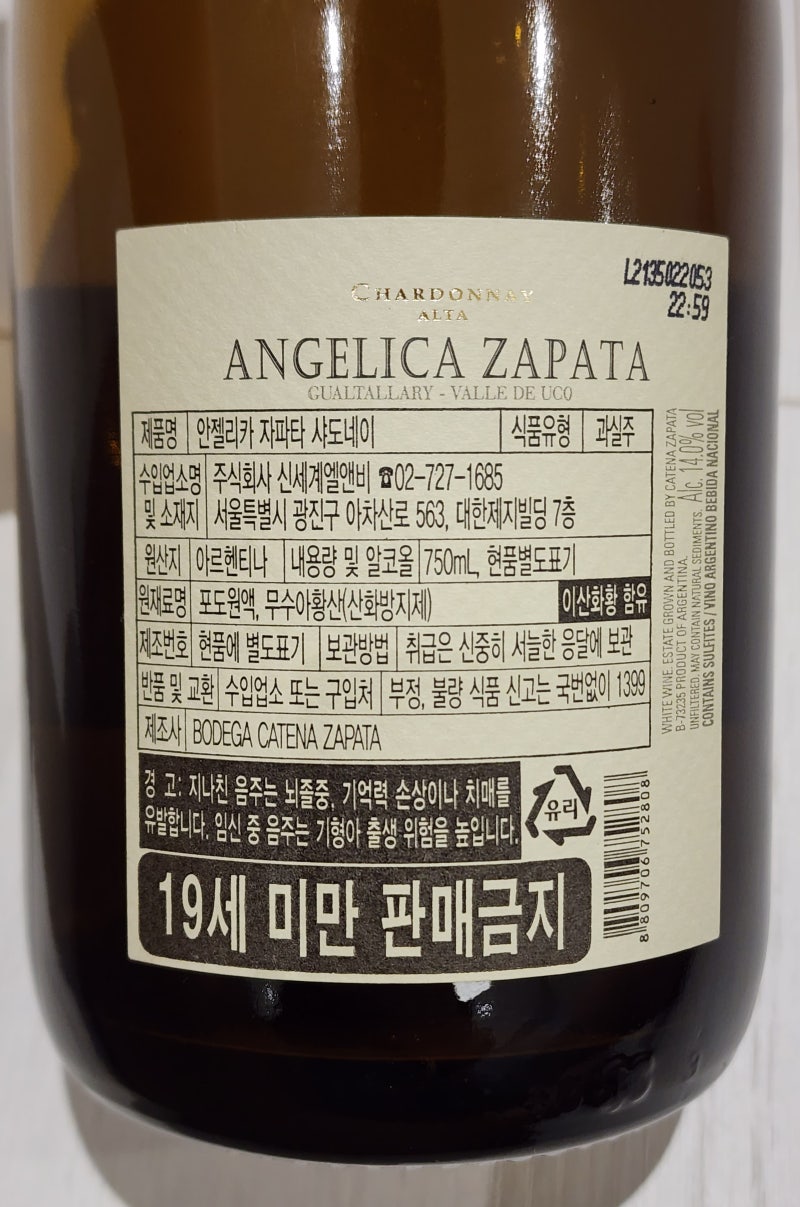 L2135022053
22:59
CHARDONNAY
ALTA
ANGELICA ZAPATA
GUALTALLARY - VALLE DE UCO
제품명 안젤리카 자파타 샤도네이 식품유형 과실주
수입업소명 및 소재지 주식회사 신세계엘앤비 ☎02-727-1685
서울특별시 광진구 아차산로 563, 대한제지빌딩 7층
원산지 아르헨티나 내용량 및 알코올 750mL, 현품별도표기
원재료명 포도원액, 무수아황산(산화방지제) 이산화황 함유
제조번호 현품에 별도표기 보관방법 취급은 신중히 서늘한 응달에 보관
반품 및 교환 수입업소 또는 구입처 부정, 불량 식품 신고는 국번없이 1399
제조사 BODEGA CATENA ZAPATA
경 고: 지나친 음주는 뇌졸중, 기억력 손상이나 치매를
유발합니다. 임신 중 음주는 기형아 출생 위험을 높입니다.
유리
19세 미만 판매금지
8809706752808
WHITE WINE. ESTATE GROWN AND BOTTLED BY CATENA ZAPATA
B-73235 PRODUCT OF ARGENTINA.
UNFILTERED. MAY CONTAIN NATURAL SEDIMENTS. Alc. 14.0% vol
CONTAINS SULFITES / VINO ARGENTINO BEBIDA NACIONAL